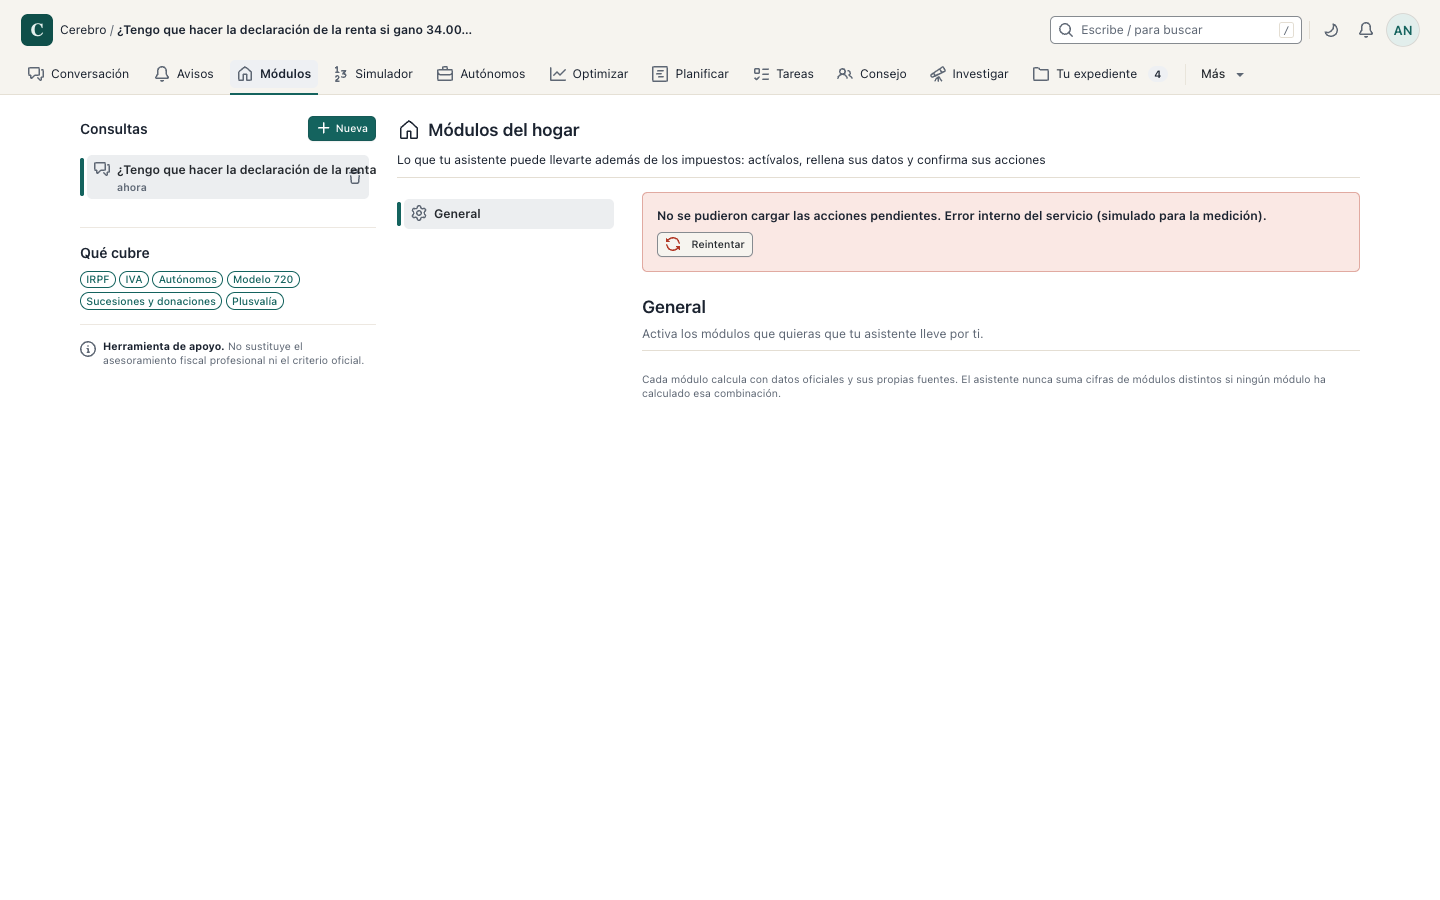 C
Cerebro / ¿Tengo que hacer la declaración de la renta si gano 34.00...
Escribe / para buscar
/
AN
Conversación
Avisos
Módulos
Simulador
Autónomos
Optimizar
Planificar
Tareas
Consejo
Investigar
Tu expediente 4
Más
Consultas
Nueva
¿Tengo que hacer la declaración de la renta
ahora
Qué cubre
IRPF
IVA
Autónomos
Modelo 720
Sucesiones y donaciones
Plusvalía
Herramienta de apoyo. No sustituye el
asesoramiento fiscal profesional ni el criterio oficial.
Módulos del hogar
Lo que tu asistente puede llevarte además de los impuestos: actívalos, rellena sus datos y confirma sus acciones
General
No se pudieron cargar las acciones pendientes. Error interno del servicio (simulado para la medición).
Reintentar
General
Activa los módulos que quieras que tu asistente lleve por ti.
Cada módulo calcula con datos oficiales y sus propias fuentes. El asistente nunca suma cifras de módulos distintos si ningún módulo ha
calculado esa combinación.